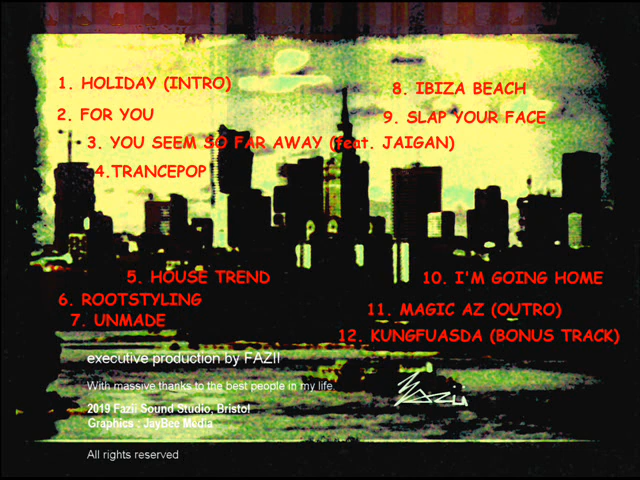 1. HOLIDAY (INTRO)
2. FOR YOU
3. YOU SEEM SO FAR AWAY (feat. JAIGAN)
4.TRANCEPOP
5. HOUSE TREND
6. ROOTSTYLING
7. UNMADE
8. IBIZA BEACH
9. SLAP YOUR FACE
10. I'M GOING HOME
11. MAGIC AZ (OUTRO)
12. KUNGFUASDA (BONUS TRACK)
executive production by FAZII
With massive thanks to the best people in my life.
2019 Fazii Sound Studio, Bristol
Graphics : JayBee Media
All rights reserved
Fazii